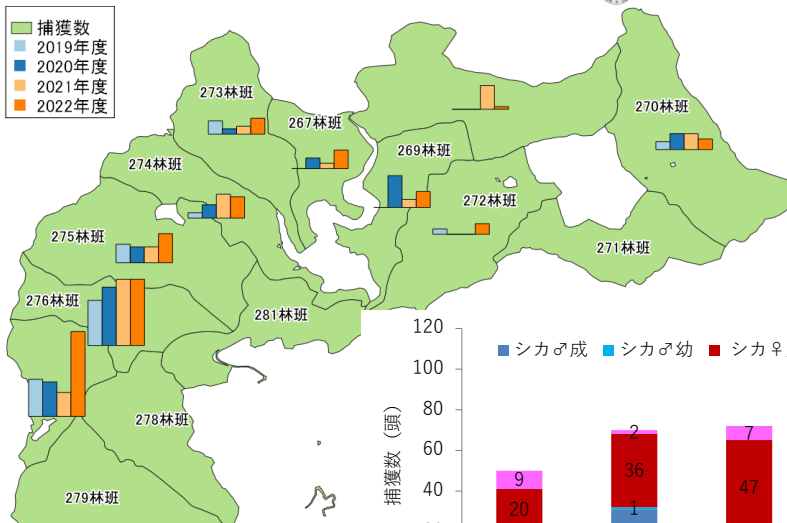 捕獲数
2019年度
2020年度
2021年度
2022年度
273林班
267林班
270林班
274林班
269林班
272林班
275林班
271林班
276林班
281林班
278林班
279林班
120
シカ♂成 シカ♂幼 シカ♀
100
80
60
40
捕獲数（頭）
9
20
2
36
1
7
47